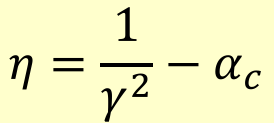 η = 1/γ² − α_c